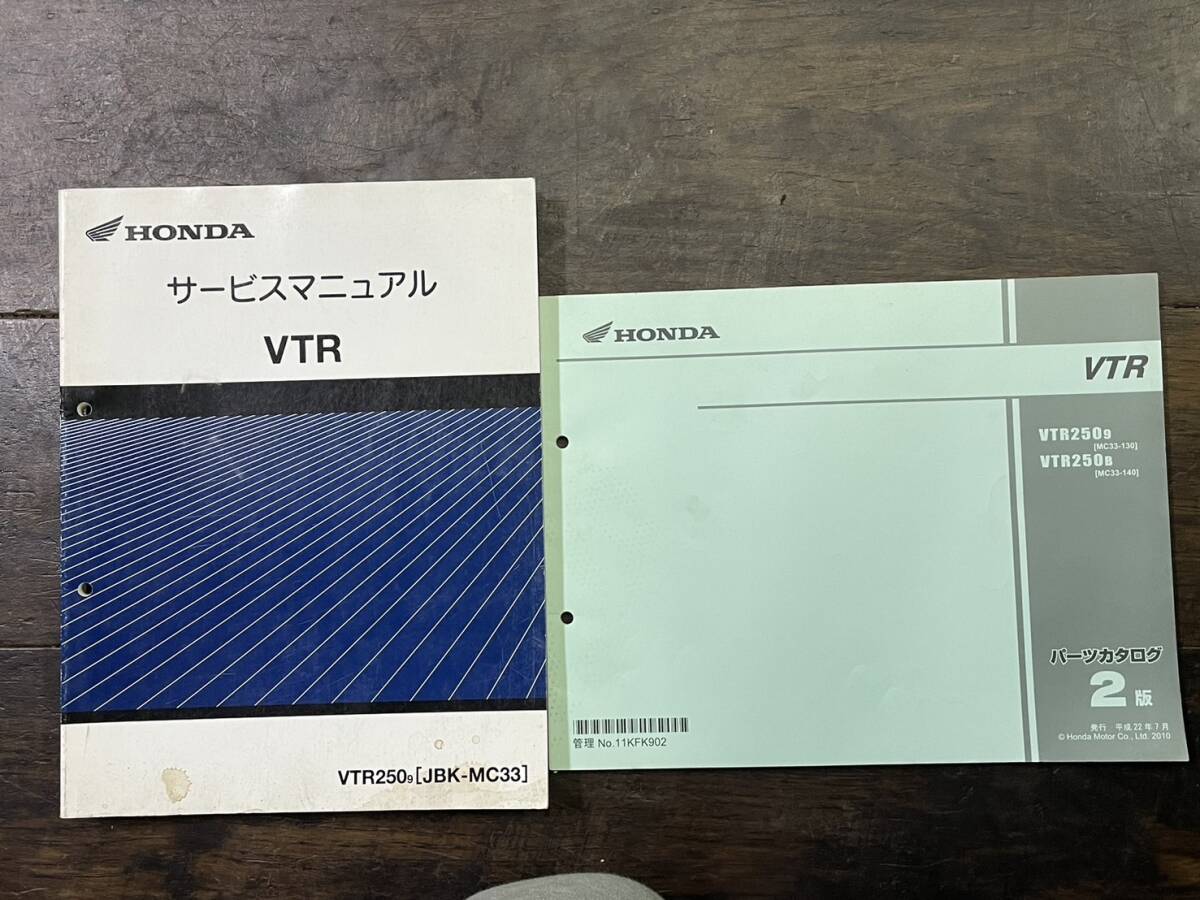 HONDA
サービスマニュアル
VTR
VTR2509[JBK-MC33]
HONDA
VTR
VTR2509
[MC33-130]
VTR250B
[MC33-140]
パーツカタログ
2版
発行 平成22年7月
© Honda Motor Co., Ltd. 2010
管理 No.11KFK902